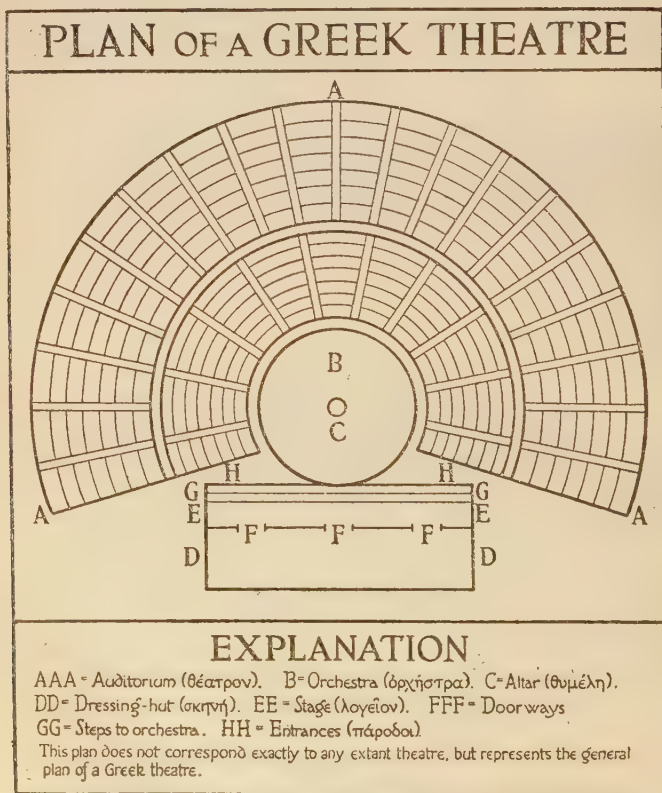 PLAN OF A GREEK THEATRE
A
B
C
H H
G G
E E
A A
F F F
D D
EXPLANATION
AAA = Auditorium (θέατρον). B = Orchestra (ὀρχήστρα). C = Altar (θυμέλη).
DD = Dressing-hut (σκηνή). EE = Stage (λογεῖον). FFF = Doorways
GG = Steps to orchestra. HH = Entrances (πάροδοι)
This plan does not correspond exactly to any extant theatre, but represents the general
plan of a Greek theatre.